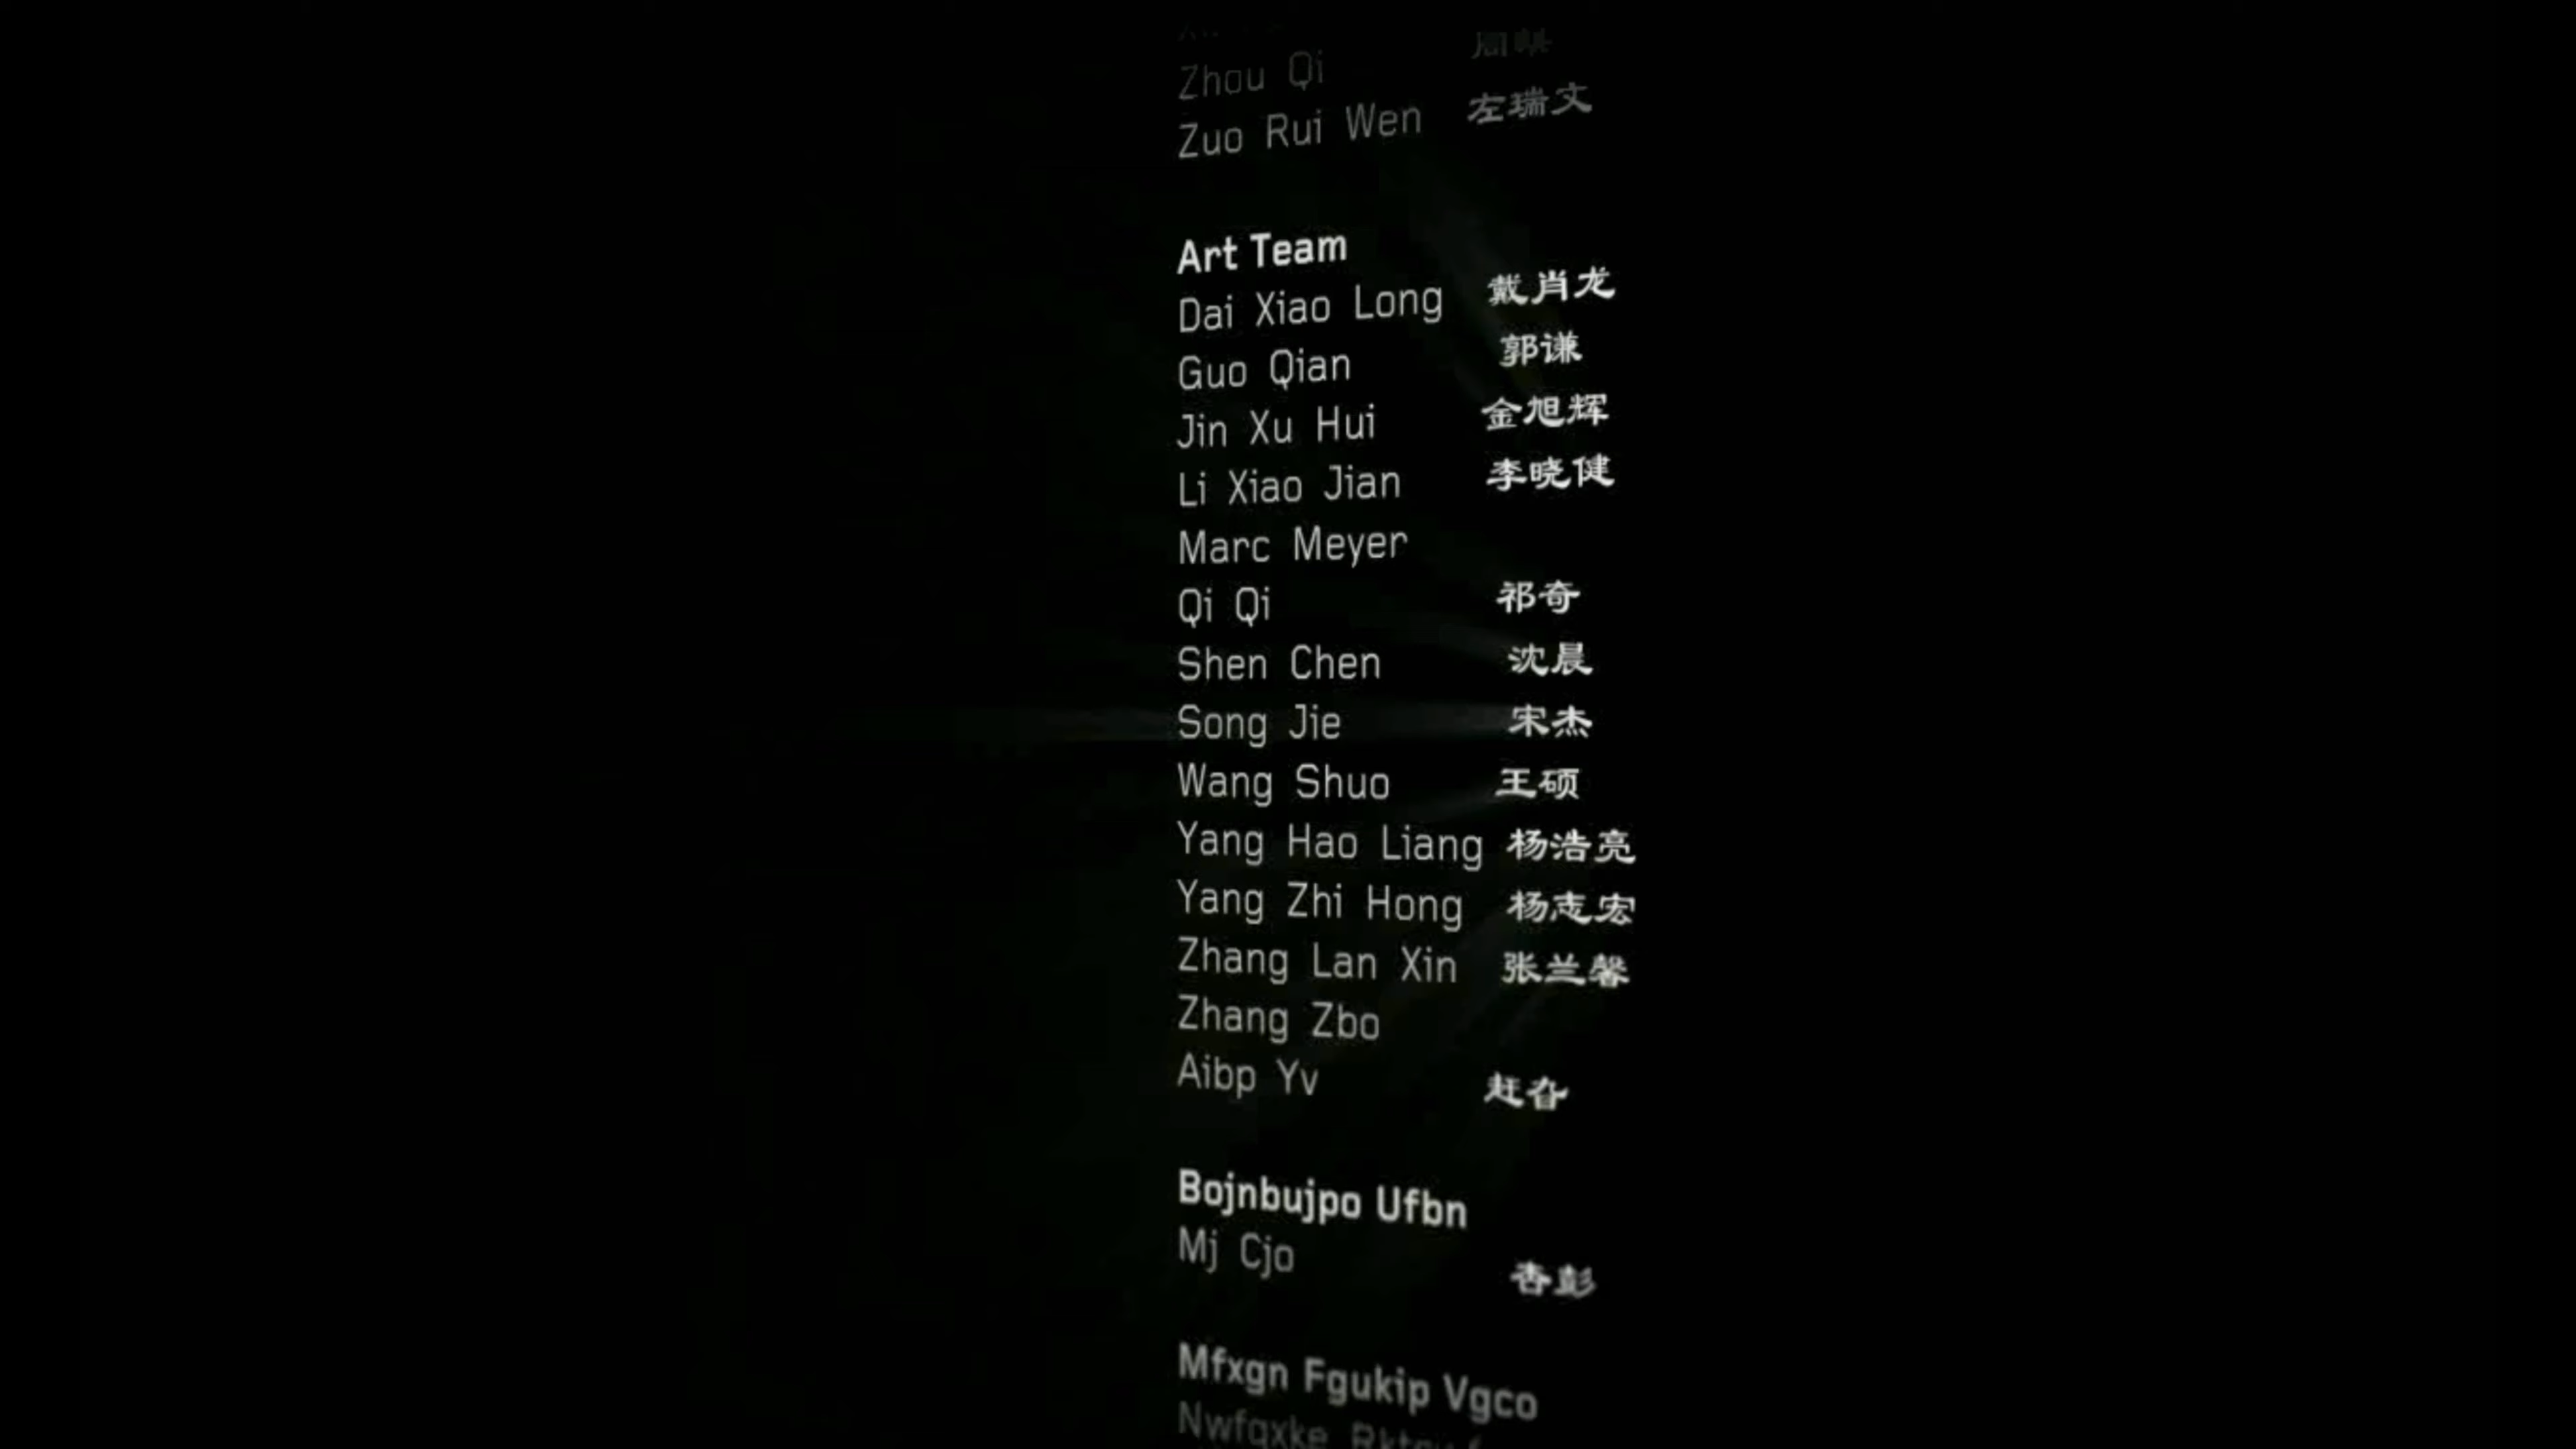 Zhou Qi
Zuo Rui Wen 左瑞文
Art Team
Dai Xiao Long 戴肖龙
Guo Qian 郭谦
Jin Xu Hui 金旭辉
Li Xiao Jian 李晓健
Marc Meyer
Qi Qi 祁奇
Shen Chen 沈晨
Song Jie 宋杰
Wang Shuo 王硕
Yang Hao Liang 杨浩亮
Yang Zhi Hong 杨志宏
Zhang Lan Xin 张兰馨
Zhang Zbo
Aibp Yv
Bojnbujpo Ufbn
Mj Cjo
Mfxgn Fgukip Vgco